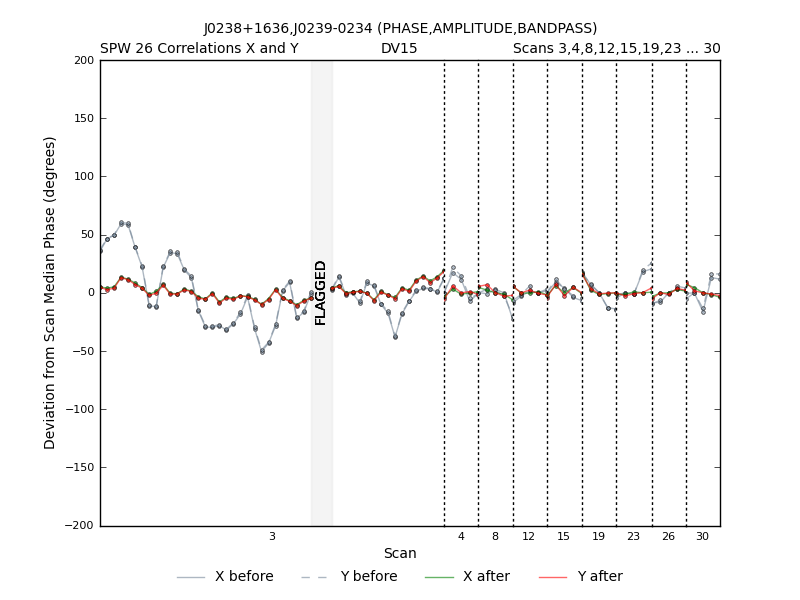 J0238+1636,J0239-0234 (PHASE,AMPLITUDE,BANDPASS)
SPW 26 Correlations X and Y DV15 Scans 3,4,8,12,15,19,23 ... 30
200
150
100
50
0
−50
−100
−150
−200
Deviation from Scan Median Phase (degrees)
FLAGGED
3 4 8 12 15 19 23 26 30
Scan
X before Y before X after Y after